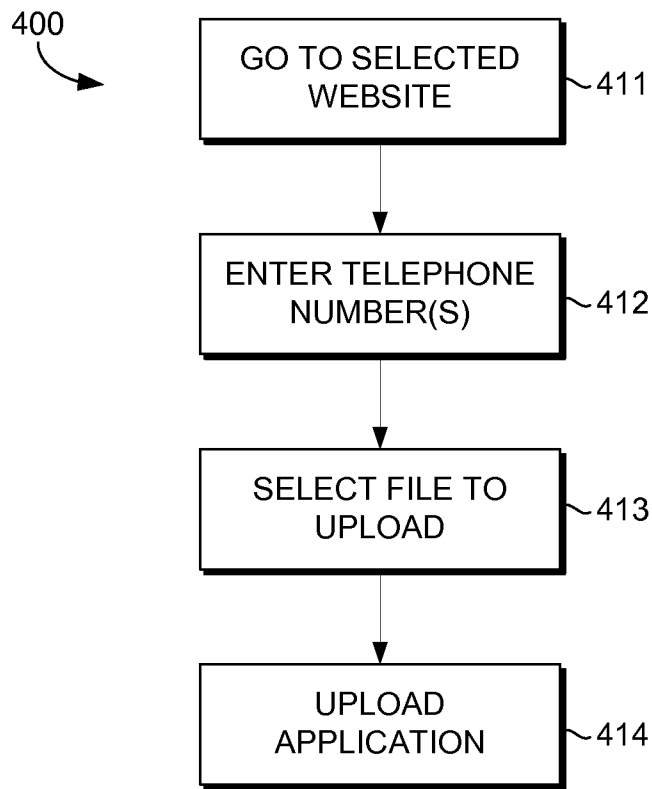 400
GO TO SELECTED
WEBSITE
411
ENTER TELEPHONE
NUMBER(S)
412
SELECT FILE TO
UPLOAD
413
UPLOAD
APPLICATION
414